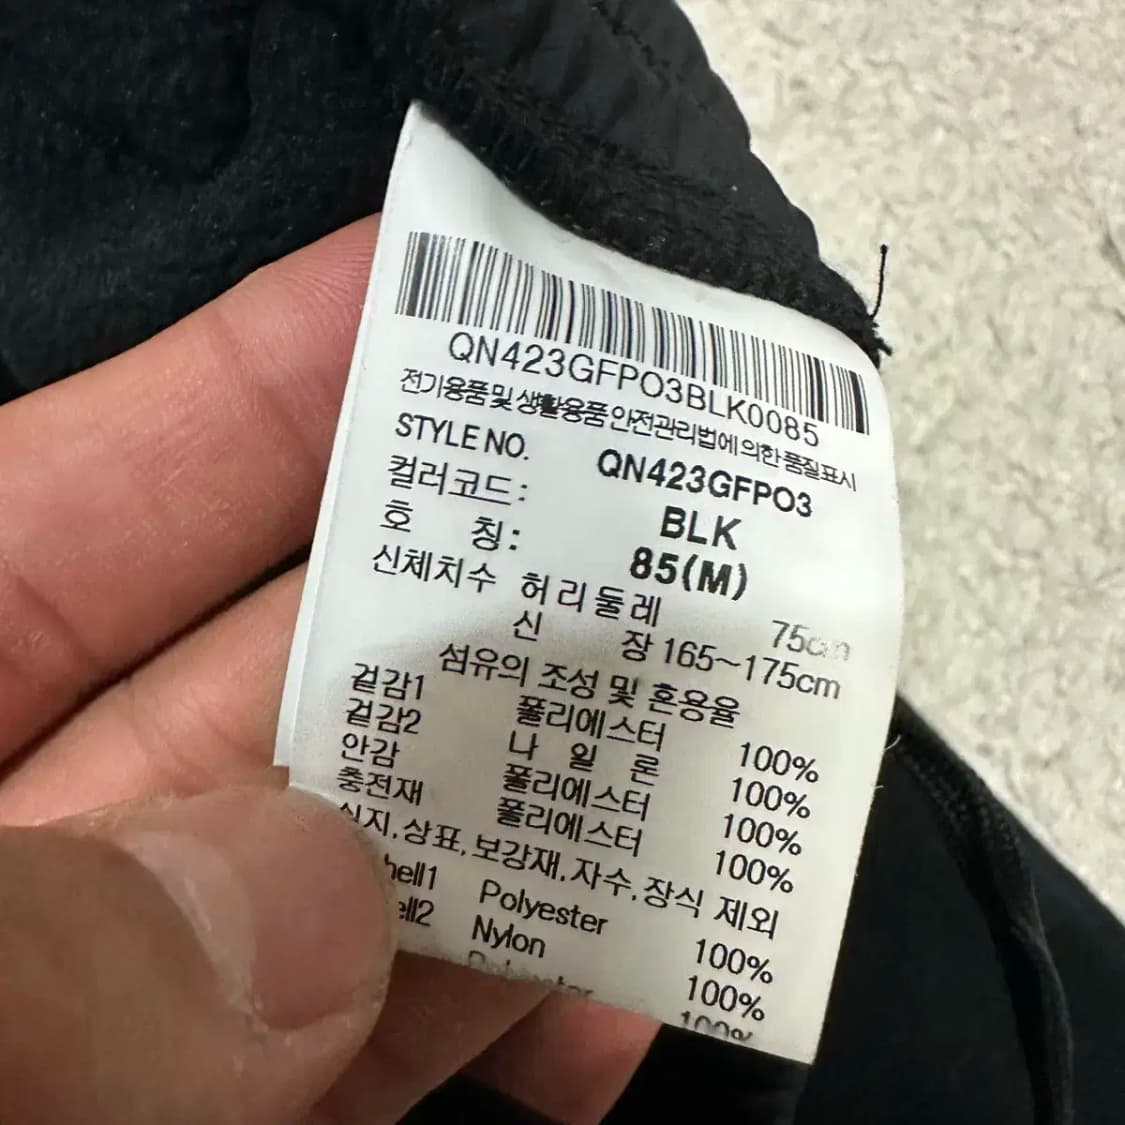 QN423GFPO3BLK0085
전기용품및 생활용품 안전관리법에 의한 품질표시
STYLE NO. QN423GFPO3
컬러코드: BLK
호 칭: 85(M)
신체치수 허리둘레 75cm
신 장 165~175cm
섬유의 조성 및 혼용율
겉감1 폴리에스터 100%
겉감2 나 일 론 100%
안감 폴리에스터 100%
충전재 폴리에스터 100%
심지, 상표, 보강재, 자수, 장식 제외
hell1 Polyester 100%
ell2 Nylon 100%
100%